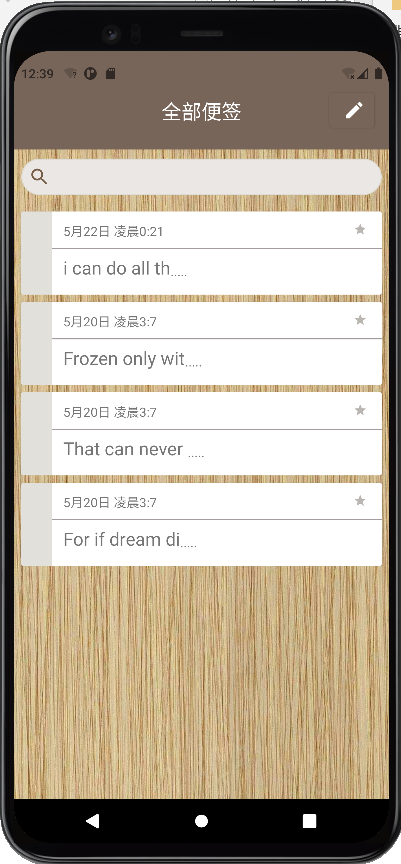 12:39
全部便签
5月22日 凌晨0:21
i can do all th.....
5月20日 凌晨3:7
Frozen only wit.....
5月20日 凌晨3:7
That can never .....
5月20日 凌晨3:7
For if dream di.....